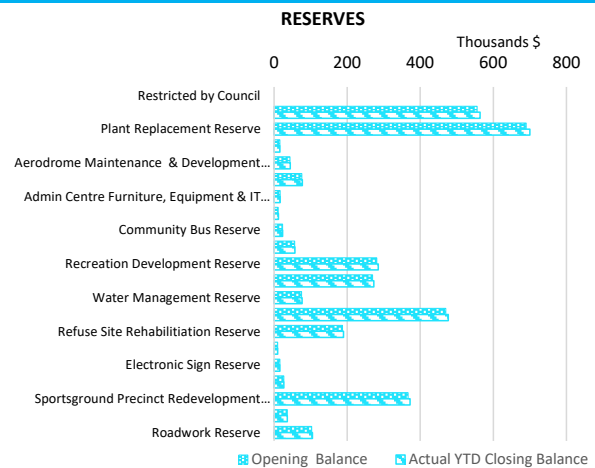 RESERVES
Thousands $
0 200 400 600 800
Restricted by Council
Plant Replacement Reserve
Aerodrome Maintenance & Development...
Admin Centre Furniture, Equipment & IT...
Community Bus Reserve
Recreation Development Reserve
Water Management Reserve
Refuse Site Rehabilitiation Reserve
Electronic Sign Reserve
Sportsground Precinct Redevelopment...
Roadwork Reserve
Opening Balance Actual YTD Closing Balance